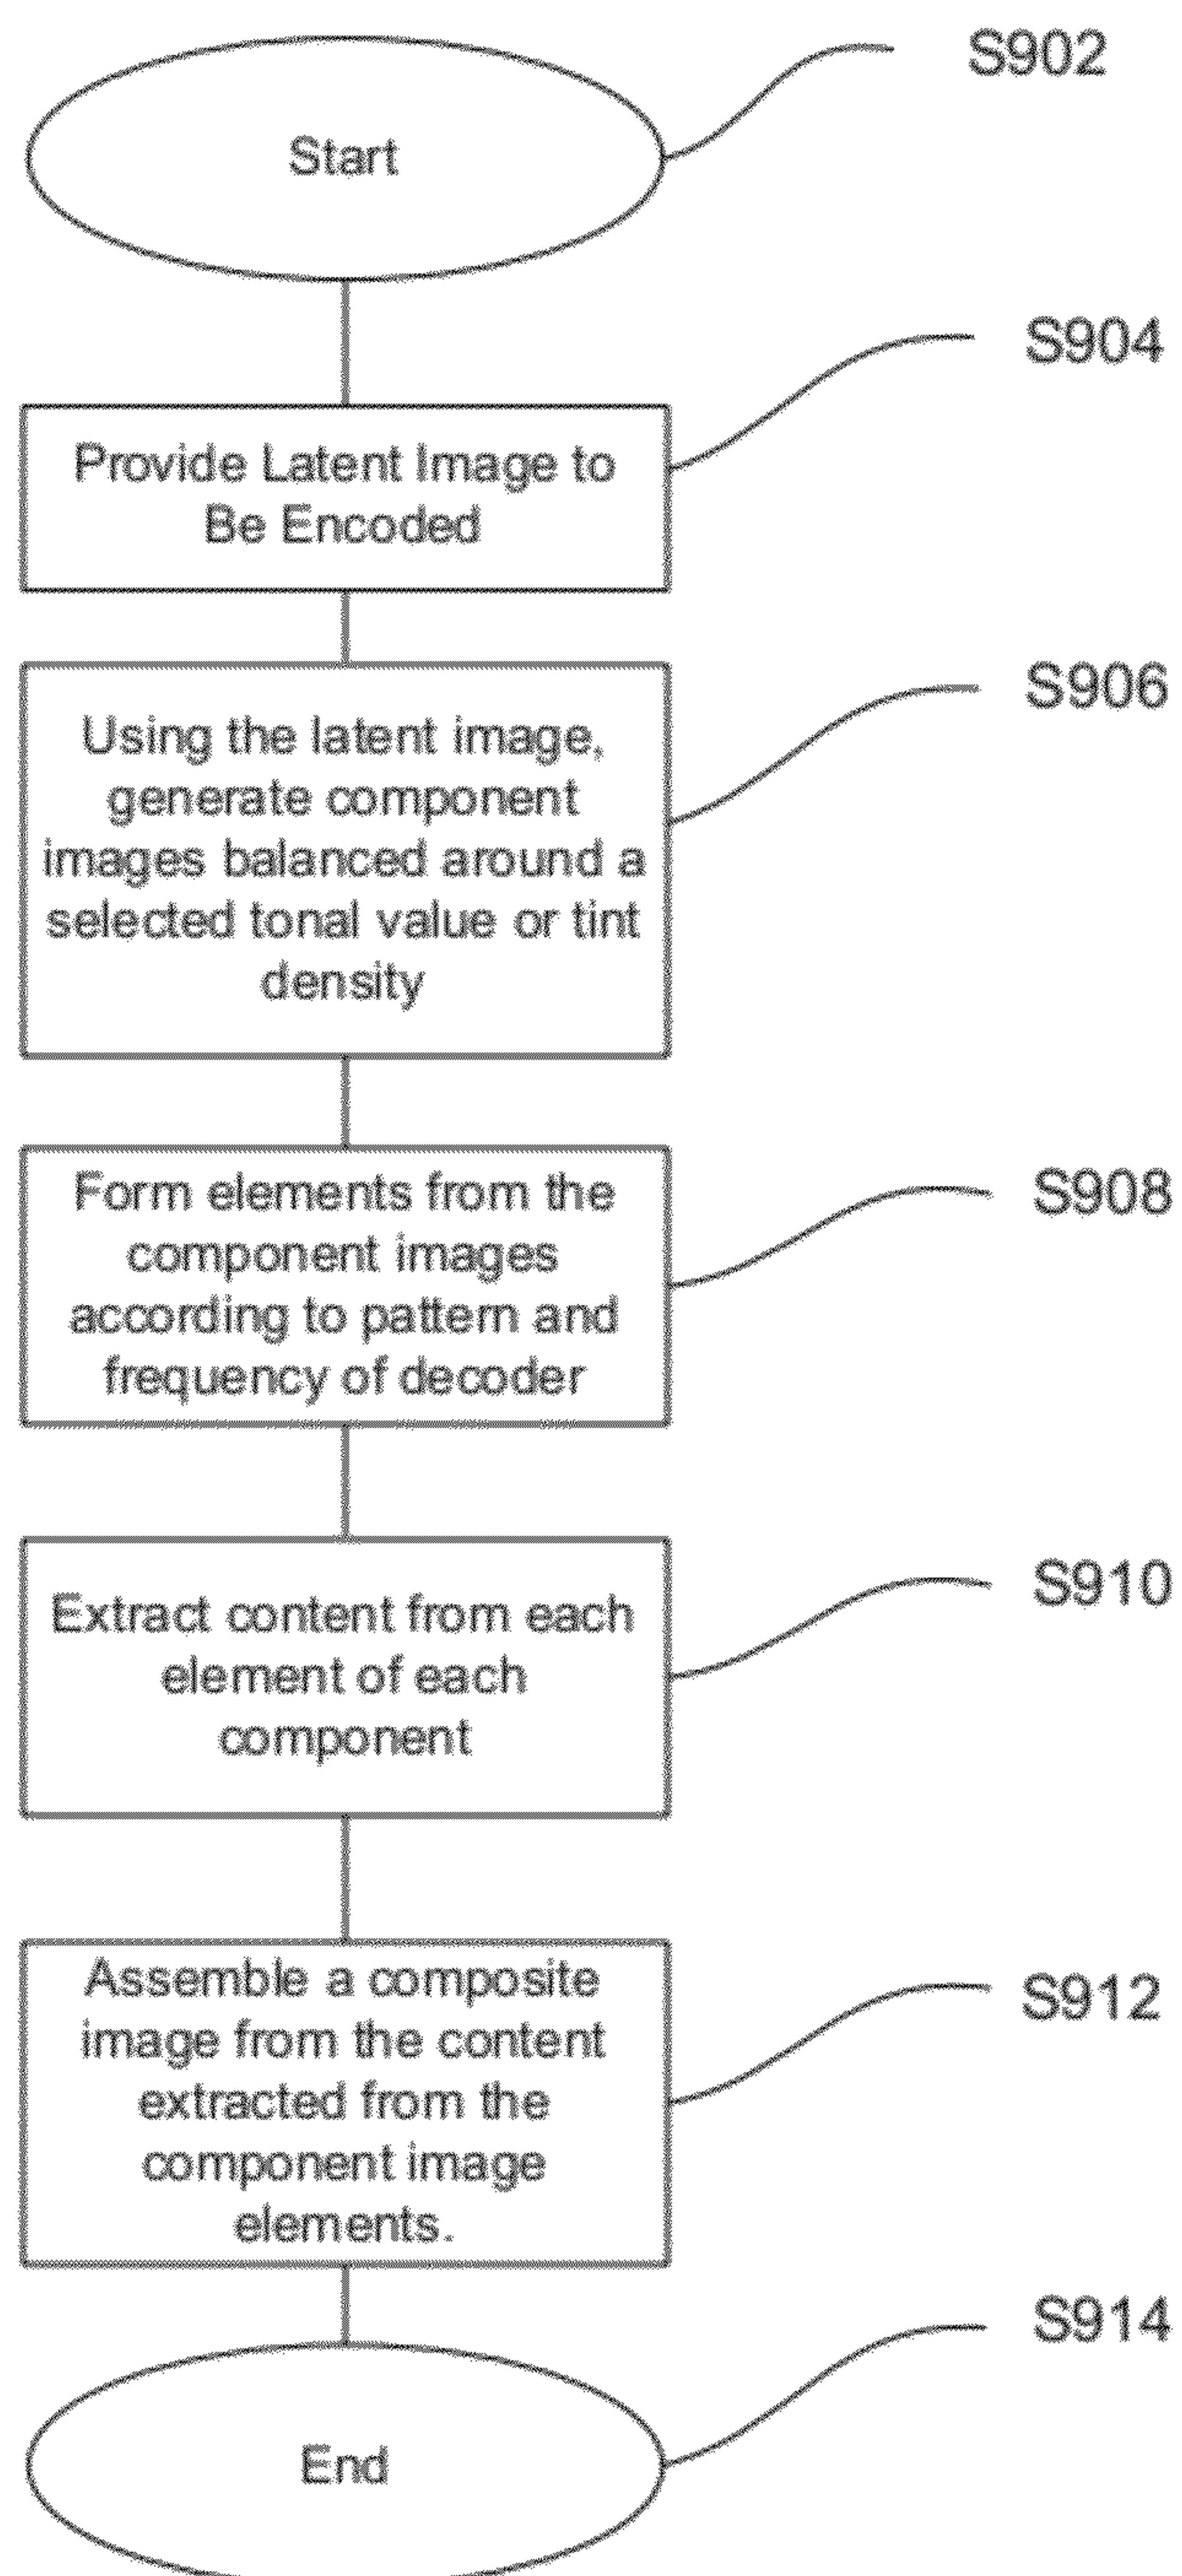 S902
Start
S904
Provide Latent Image to
Be Encoded
S906
Using the latent image,
generate component
images balanced around a
selected tonal value or tint
density
S908
Form elements from the
component images
according to pattern and
frequency of decoder
S910
Extract content from each
element of each
component
S912
Assemble a composite
image from the content
extracted from the
component image
elements.
S914
End